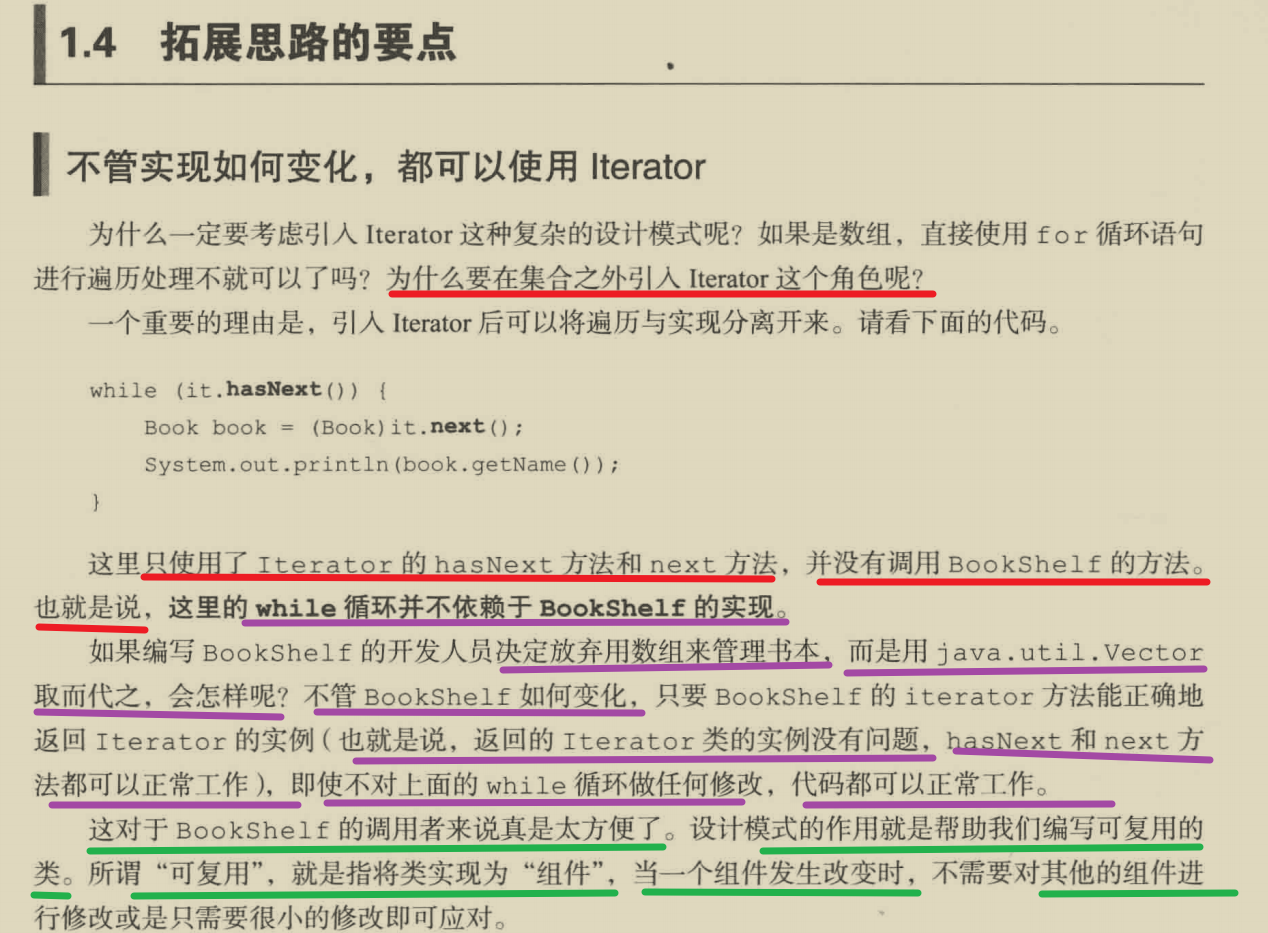 1.4 拓展思路的要点
不管实现如何变化，都可以使用 Iterator
为什么一定要考虑引入 Iterator 这种复杂的设计模式呢？如果是数组，直接使用 for 循环语句
进行遍历处理不就可以了吗？为什么要在集合之外引入 Iterator 这个角色呢？
一个重要的理由是，引入 Iterator 后可以将遍历与实现分离开来。请看下面的代码。
while (it.hasNext()) {
Book book = (Book)it.next();
System.out.println(book.getName());
}
这里只使用了 Iterator 的 hasNext 方法和 next 方法，并没有调用 BookShelf 的方法。
也就是说，这里的 while 循环并不依赖于 BookShelf 的实现。
如果编写 BookShelf 的开发人员决定放弃用数组来管理书本，而是用 java.util.Vector
取而代之，会怎样呢？不管 BookShelf 如何变化，只要 BookShelf 的 iterator 方法能正确地
返回 Iterator 的实例（也就是说，返回的 Iterator 类的实例没有问题，hasNext 和 next 方
法都可以正常工作），即使不对上面的 while 循环做任何修改，代码都可以正常工作。
这对于 BookShelf 的调用者来说真是太方便了。设计模式的作用就是帮助我们编写可复用的
类。所谓“可复用”，就是指将类实现为“组件”，当一个组件发生改变时，不需要对其他的组件进
行修改或是只需要很小的修改即可应对。